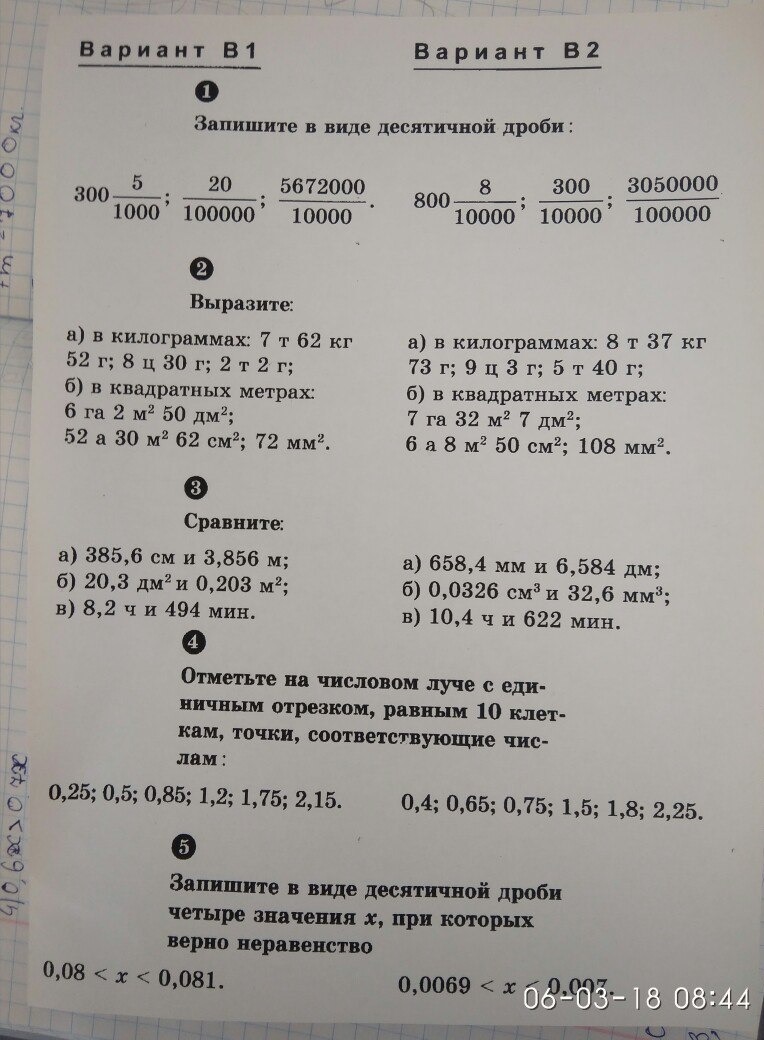 Вариант В1
Вариант В2
1
Запишите в виде десятичной дроби:
300 5/1000; 20/100000; 5672000/10000.
800 8/10000; 300/10000; 3050000/100000
2
Выразите:
а) в килограммах: 7 т 62 кг
52 г; 8 ц 30 г; 2 т 2 г;
б) в квадратных метрах:
6 га 2 м² 50 дм²;
52 а 30 м² 62 см²; 72 мм².
а) в килограммах: 8 т 37 кг
73 г; 9 ц 3 г; 5 т 40 г;
б) в квадратных метрах:
7 га 32 м² 7 дм²;
6 а 8 м² 50 см²; 108 мм².
3
Сравните:
а) 385,6 см и 3,856 м;
б) 20,3 дм² и 0,203 м²;
в) 8,2 ч и 494 мин.
а) 658,4 мм и 6,584 дм;
б) 0,0326 см³ и 32,6 мм³;
в) 10,4 ч и 622 мин.
4
Отметьте на числовом луче с еди-
ничным отрезком, равным 10 клет-
кам, точки, соответствующие чис-
лам:
0,25; 0,5; 0,85; 1,2; 1,75; 2,15.
0,4; 0,65; 0,75; 1,5; 1,8; 2,25.
5
Запишите в виде десятичной дроби
четыре значения x, при которых
верно неравенство
0,08 < x < 0,081.
0,0069 < x < 0,007.
06-03-18 08:44